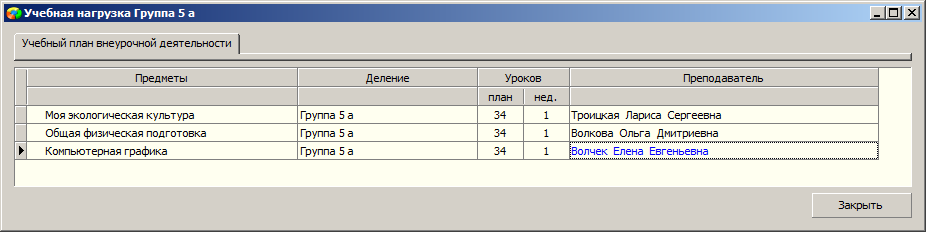 Учебная нагрузка Группа 5 а
Учебный план внеурочной деятельности
Предметы Деление Уроков Преподаватель
план нед.
Моя экологическая культура Группа 5 а 34 1 Троицкая Лариса Сергеевна
Общая физическая подготовка Группа 5 а 34 1 Волкова Ольга Дмитриевна
Компьютерная графика Группа 5 а 34 1 Волчек Елена Евгеньевна
Закрыть